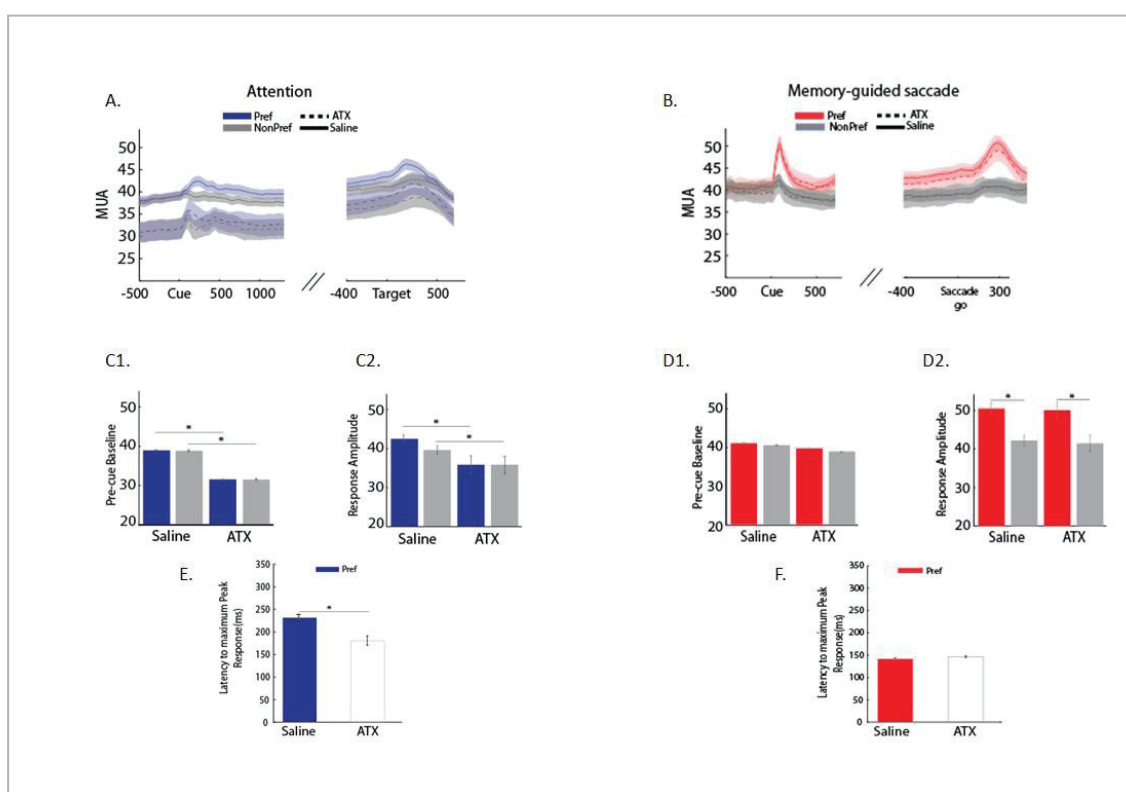 Attention
A.
Pref
ATX
NonPref
Saline
MUA
50
45
40
35
30
25
-500
Cue
500
1000
-400
Target
500
Memory-guided saccade
B.
Pref
ATX
NonPref
Saline
MUA
50
45
40
35
30
25
-500
Cue
500
-400
Saccade
go
300
C1.
Pre-cue Baseline
50
40
30
20
*
*
Saline
ATX
C2.
Response Amplitude
50
40
30
20
*
*
Saline
ATX
D1.
Pre-cue Baseline
50
40
30
20
Saline
ATX
D2.
Response Amplitude
50
40
30
20
*
*
Saline
ATX
E.
Pref
Latency to maximum Peak
Response(ms)
350
300
350
300
250
200
150
100
50
0
*
Saline
ATX
F.
Pref
Latency to maximum Peak
Response(ms)
350
300
350
300
250
200
150
100
50
0
Saline
ATX